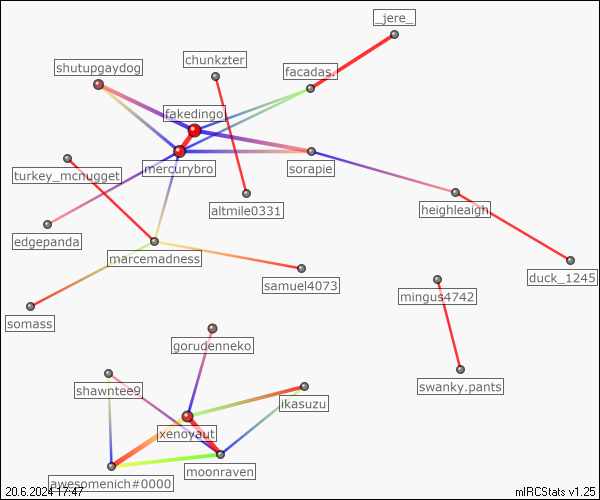 _jere_
chunkzter
shutupgaydog
facadas.
fakedingo
mercurybro
sorapie
turkey_mcnugget
altmile0331
heighleaigh
edgepanda
marcemadness
duck_1245
samuel4073
mingus4742
somass
gorudenneko
swanky.pants
shawntee9
ikasuzu
xenoyaut
moonraven
awesomenich#0000
20.6.2024 17:47
mIRCStats v1.25